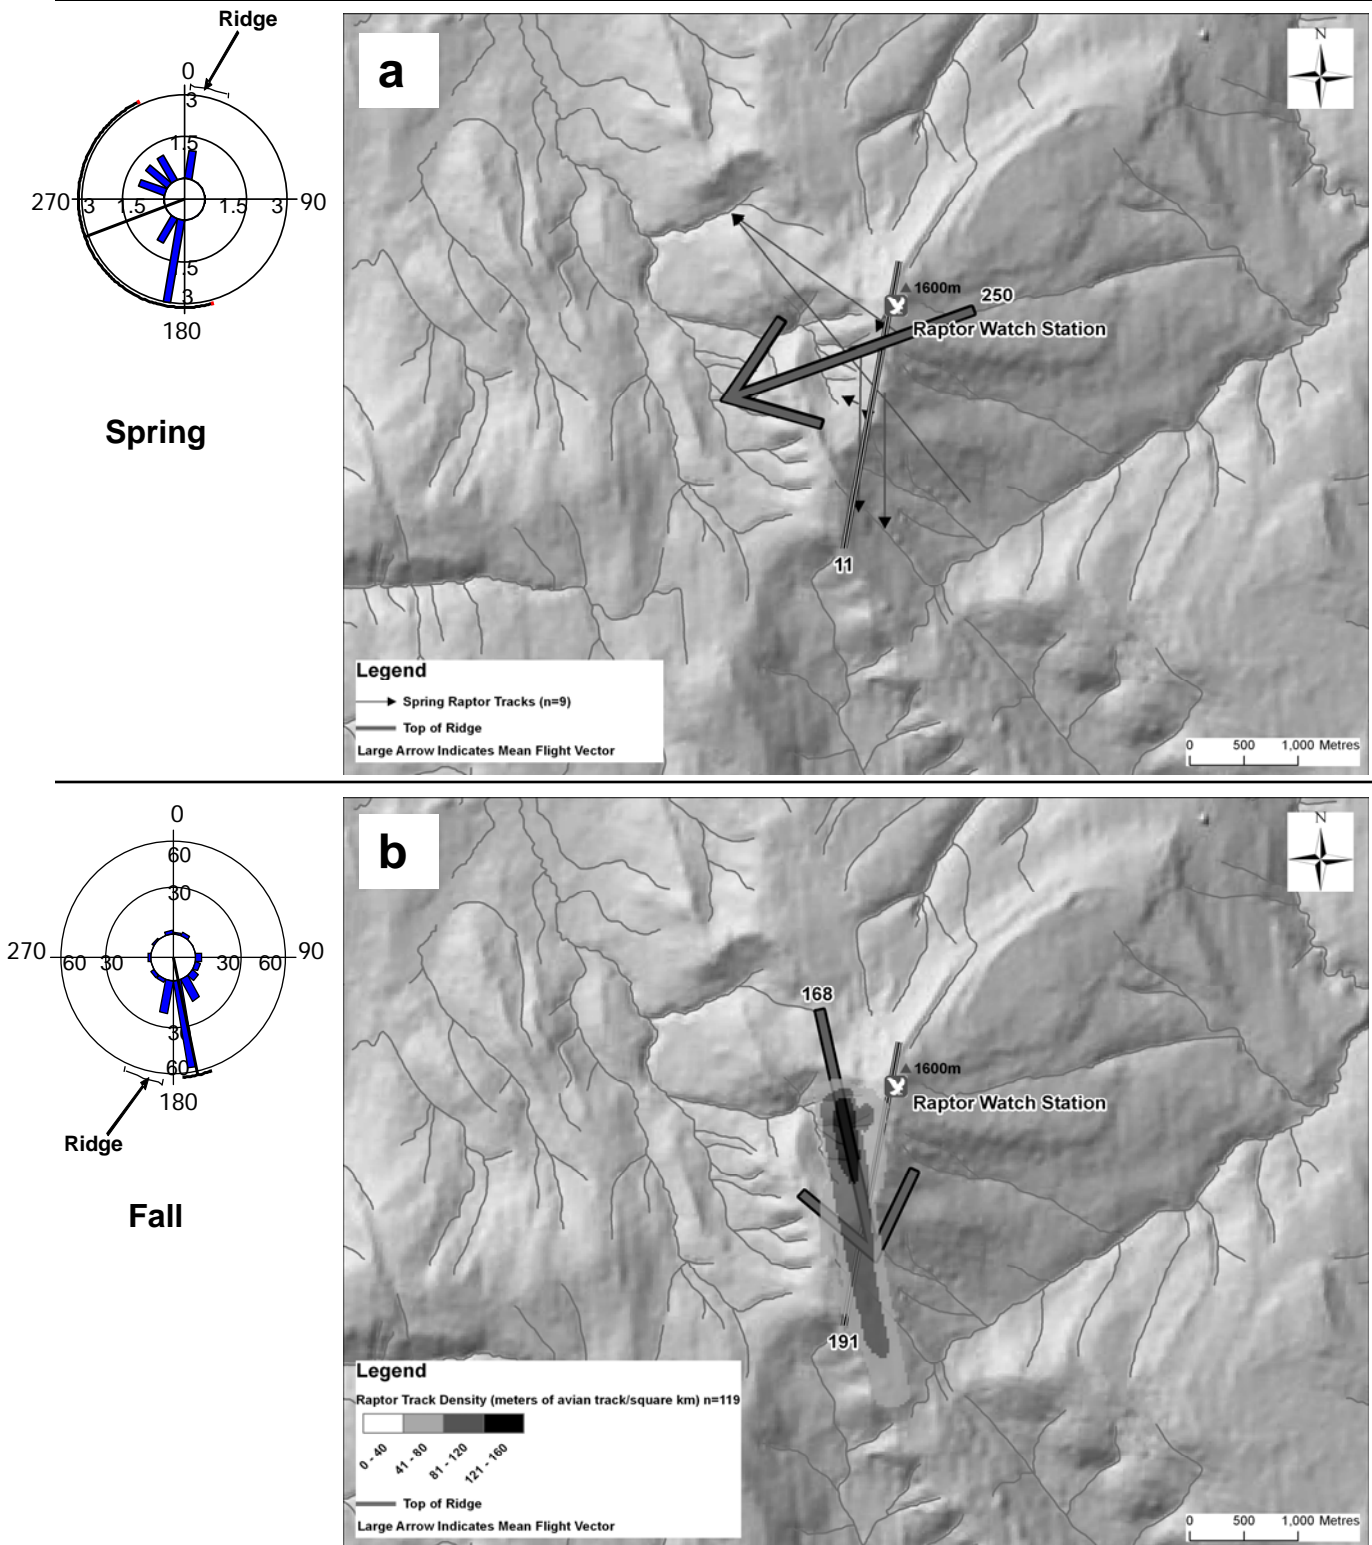 Ridge
0
3
1.5
270
3
1.5
1.5
3
90
.5
3
180
Spring
a
N
1600m
250
Raptor Watch Station
11
Legend
Spring Raptor Tracks (n=9)
Top of Ridge
Large Arrow Indicates Mean Flight Vector
0 500 1,000 Metres
0
60
30
270
60
30
30
60
90
3
60
180
Ridge
Fall
b
N
168
1600m
Raptor Watch Station
191
Legend
Raptor Track Density (meters of avian track/square km) n=119
0 - 40
41 - 80
81 - 120
121 - 160
Top of Ridge
Large Arrow Indicates Mean Flight Vector
0 500 1,000 Metres